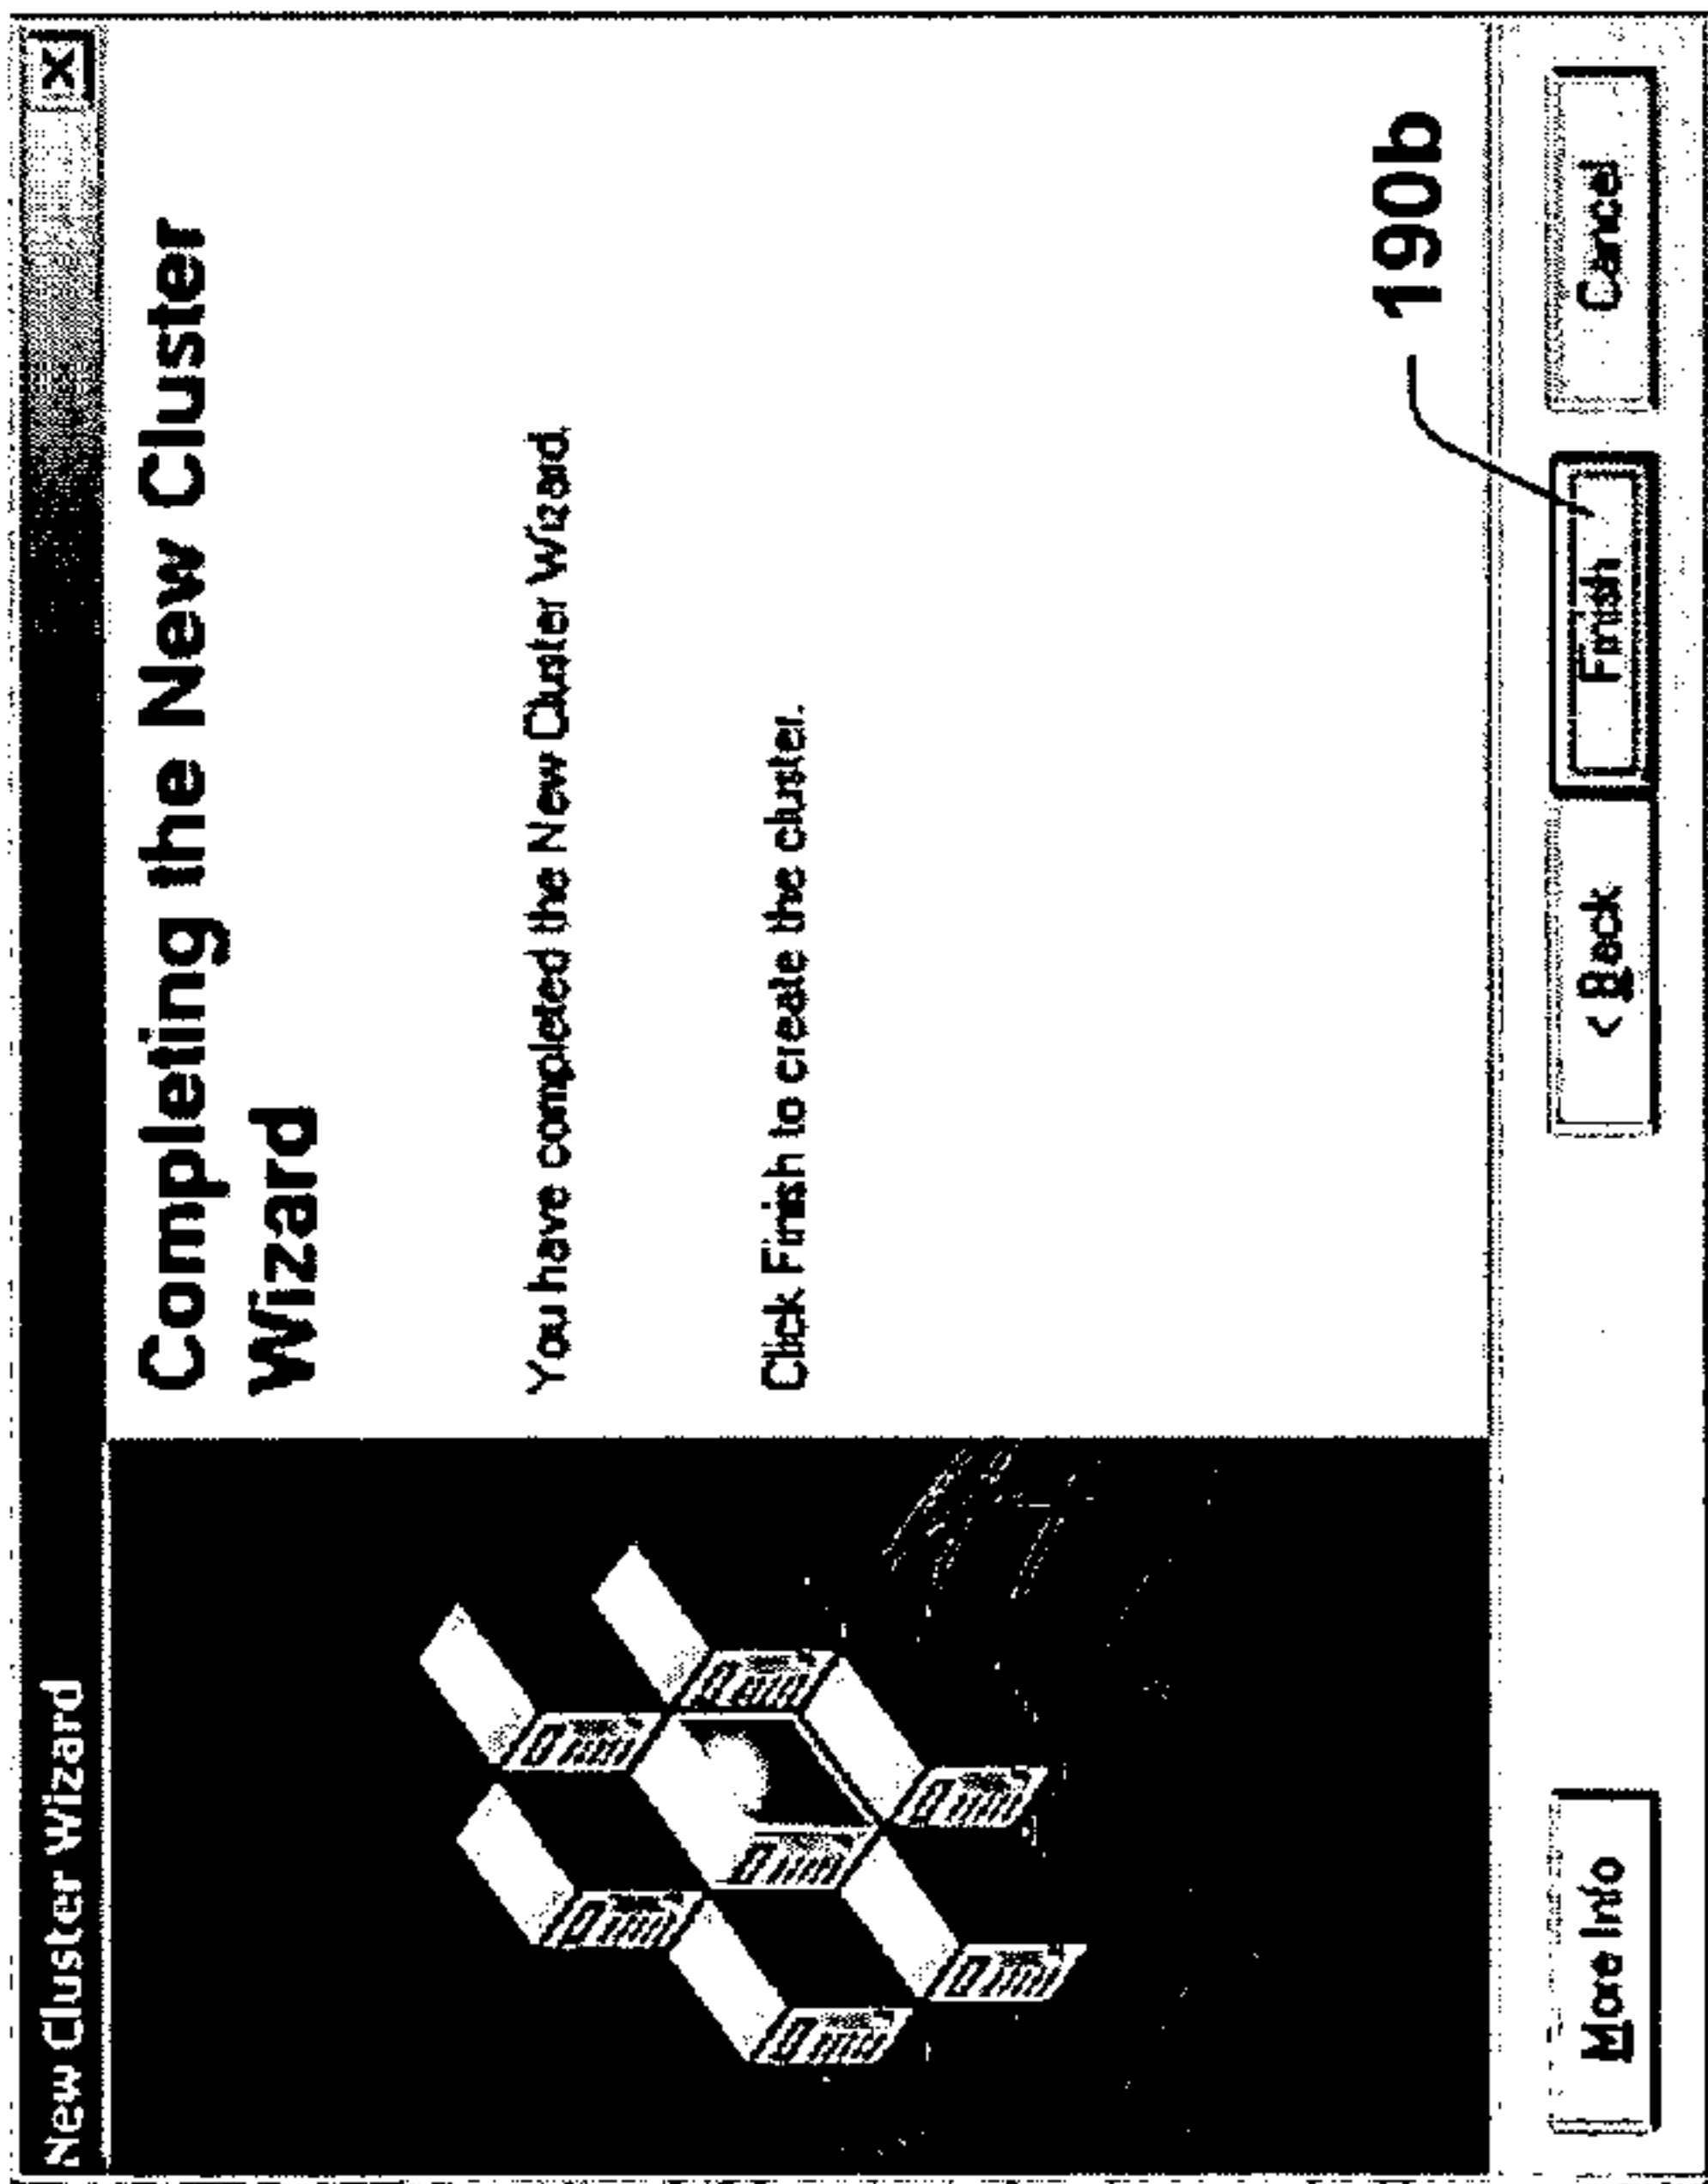 New Cluster Wizard
X
Completing the New Cluster
Wizard
You have completed the New Cluster Wizard.
Click Finish to create the cluster.
190b
More Info
< Back
Finish
Cancel